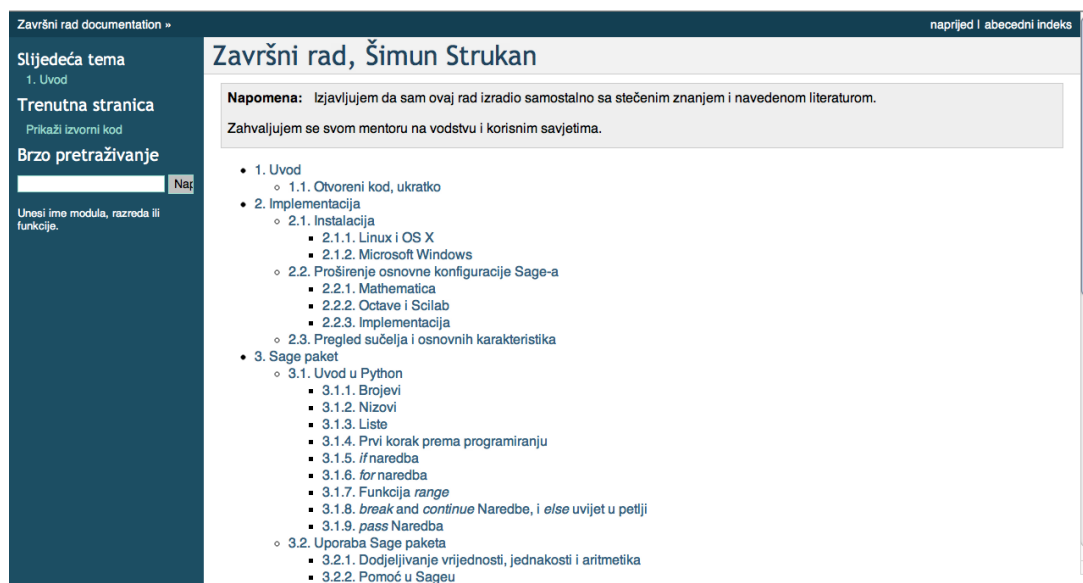 Završni rad documentation »
naprijed | abecedni indeks
Slijedeća tema
1. Uvod
Trenutna stranica
Prikaži izvorni kod
Brzo pretraživanje
Nap
Unesi ime modula, razreda ili
funkcije.
Završni rad, Šimun Strukan
Napomena: Izjavljujem da sam ovaj rad izradio samostalno sa stečenim znanjem i navedenom literaturom.
Zahvaljujem se svom mentoru na vodstvu i korisnim savjetima.
1. Uvod
1.1. Otvoreni kod, ukratko
2. Implementacija
2.1. Instalacija
2.1.1. Linux i OS X
2.1.2. Microsoft Windows
2.2. Proširenje osnovne konfiguracije Sage-a
2.2.1. Mathematica
2.2.2. Octave i Scilab
2.2.3. Implementacija
2.3. Pregled sučelja i osnovnih karakteristika
3. Sage paket
3.1. Uvod u Python
3.1.1. Brojevi
3.1.2. Nizovi
3.1.3. Liste
3.1.4. Prvi korak prema programiranju
3.1.5. if naredba
3.1.6. for naredba
3.1.7. Funkcija range
3.1.8. break and continue Naredbe, i else uvijet u petlji
3.1.9. pass Naredba
3.2. Uporaba Sage paketa
3.2.1. Dodjeljivanje vrijednosti, jednakosti i aritmetika
3.2.2. Pomoć u Sageu